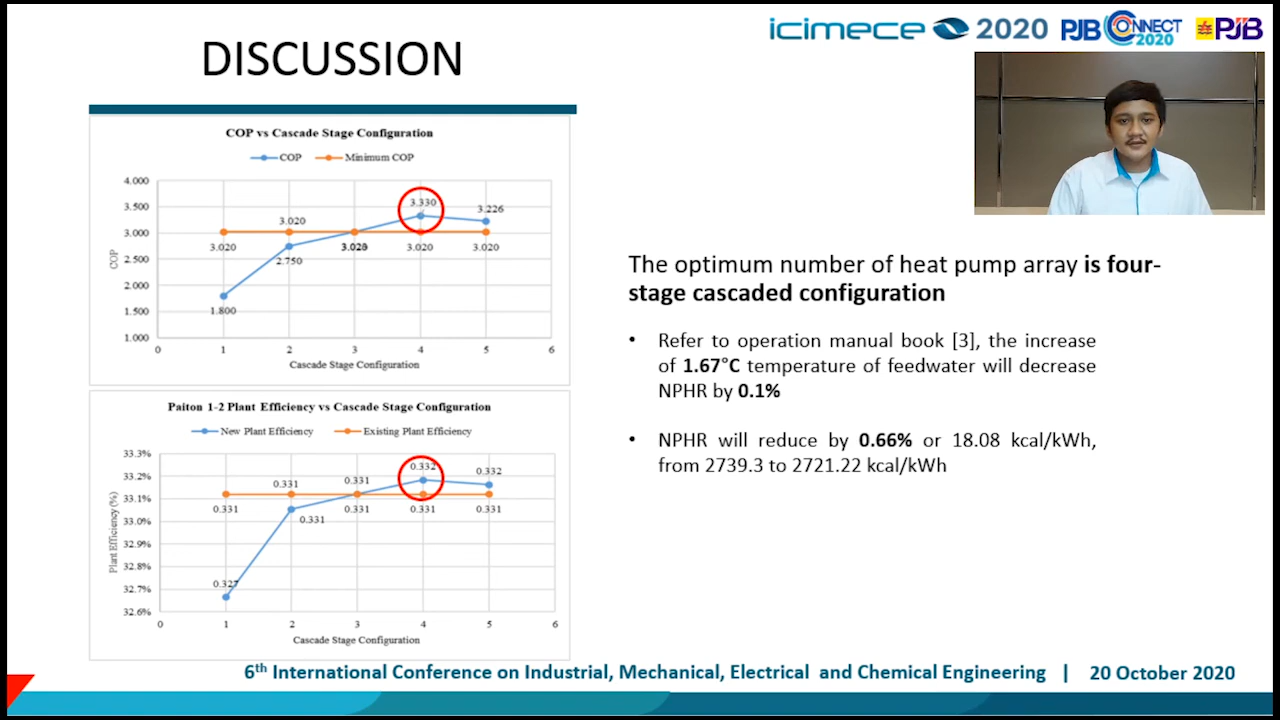 icimece 2020 PJB CONNECT 2020 PJB
DISCUSSION
COP vs Cascade Stage Configuration
COP Minimum COP
4.000
3.500
3.000
2.500
2.000
1.500
1.000
COP
3.330
3.226
3.020
3.020
3.020
3.020
3.020
2.750
1.800
0 1 2 3 4 5 6
Cascade Stage Configuration
Paiton 1-2 Plant Efficiency vs Cascade Stage Configuration
New Plant Efficiency Existing Plant Efficiency
33.3%
33.2%
33.1%
33.0%
32.9%
32.8%
32.7%
32.6%
Plant Efficiency (%)
0.332
0.332
0.331
0.331
0.331
0.331
0.331
0.331
0.331
0.327
0 1 2 3 4 5 6
Cascade Stage Configuration
The optimum number of heat pump array is four-
stage cascaded configuration
• Refer to operation manual book [3], the increase
of 1.67°C temperature of feedwater will decrease
NPHR by 0.1%
• NPHR will reduce by 0.66% or 18.08 kcal/kWh,
from 2739.3 to 2721.22 kcal/kWh
6th International Conference on Industrial, Mechanical, Electrical and Chemical Engineering | 20 October 2020